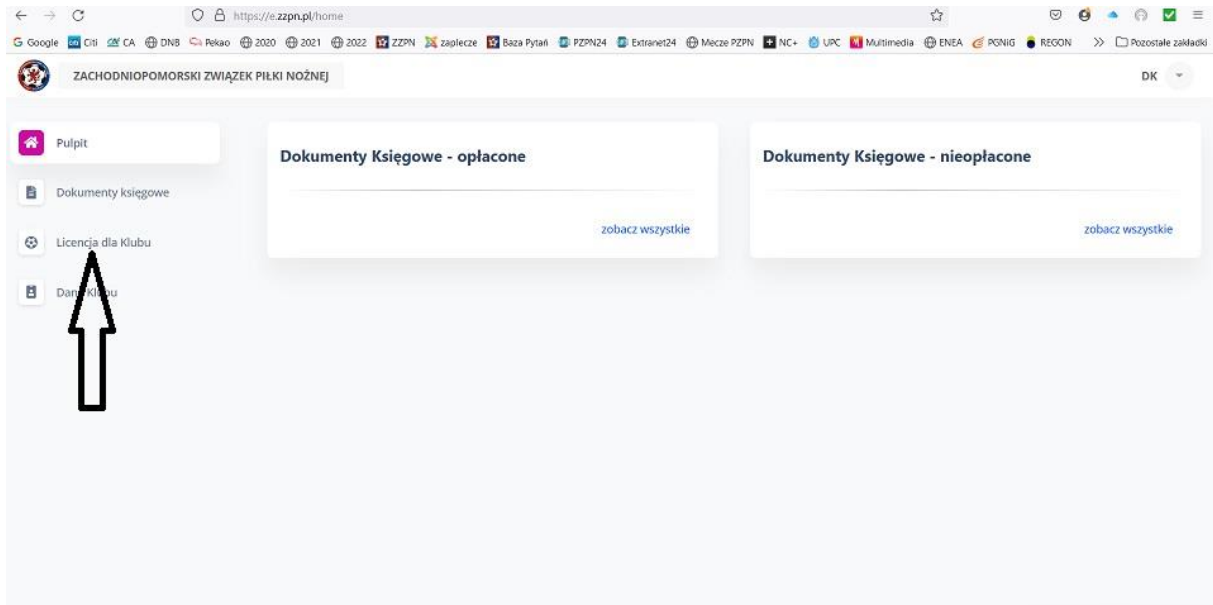 https://e.zzpn.pl/home
Google Citi CA DNB Pekao 2020 2021 2022 ZZPN zaplecze Baza Pytań PZPN24 Extranet24 Mecze PZPN NC+ UPC Multimedia ENEA PGNiG REGON Pozostałe zakładki
ZACHODNIOPOMORSKI ZWIĄZEK PIŁKI NOŻNEJ DK
Pulpit
Dokumenty Księgowe - opłacone Dokumenty Księgowe - nieopłacone
Dokumenty księgowe
zobacz wszystkie zobacz wszystkie
Licencja dla Klubu